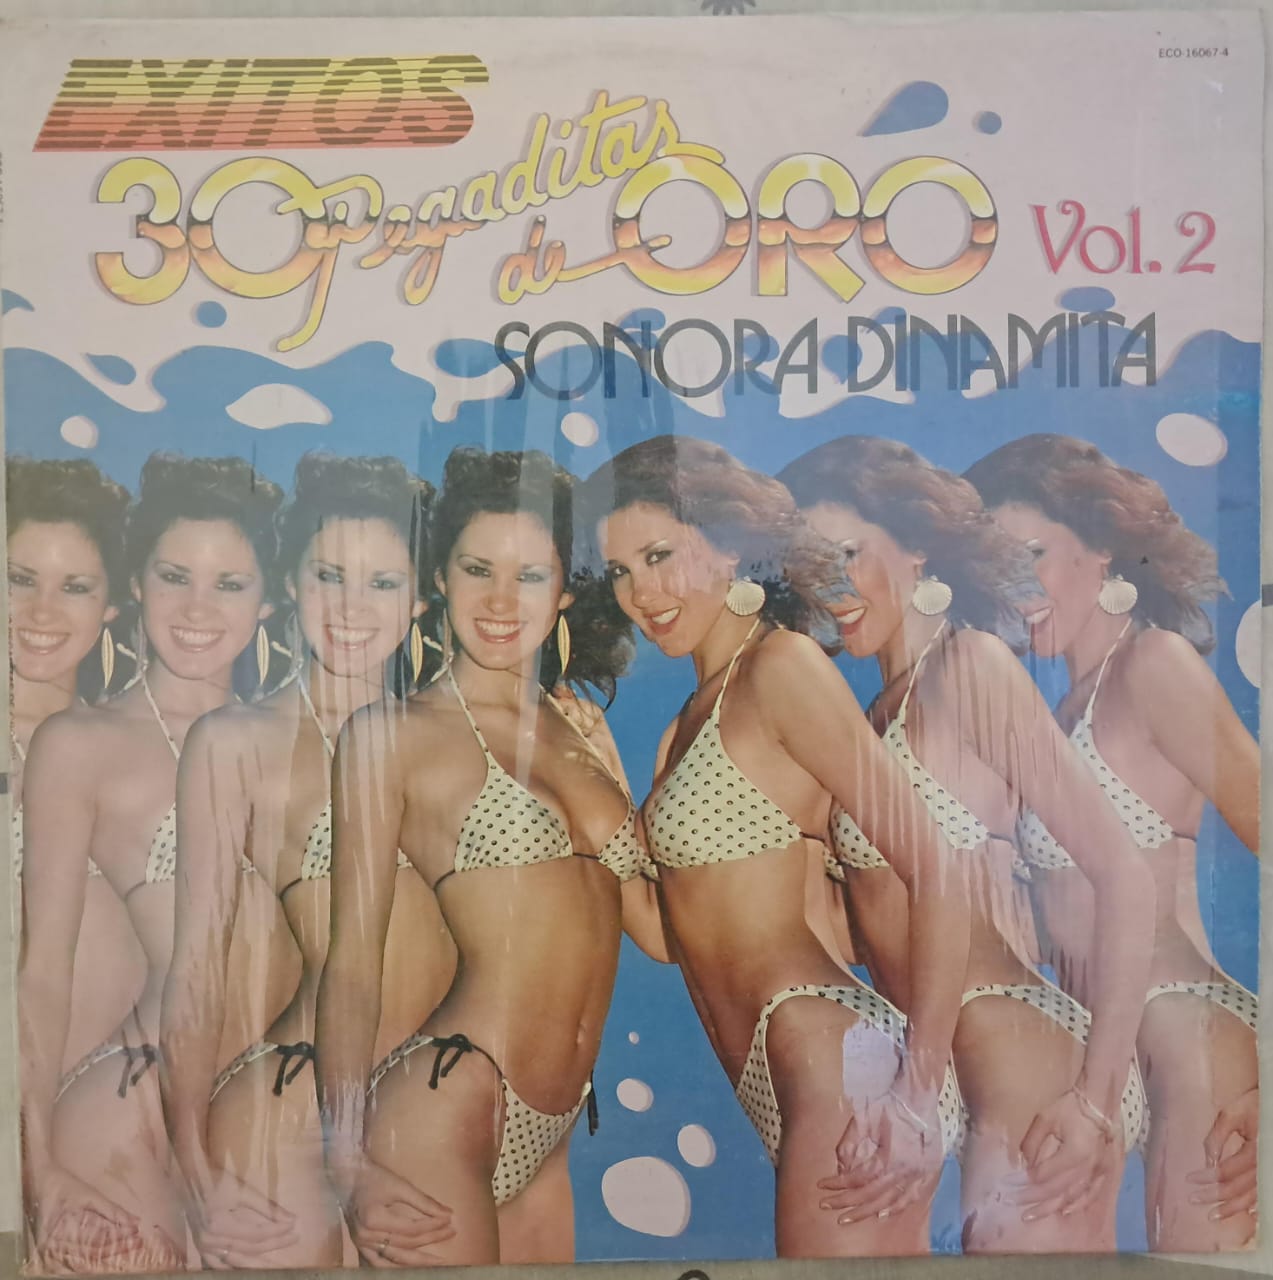 ECO-16067-4
EXITOS
30 Pegaditas
de ORO Vol. 2
SONORA DINAMITA